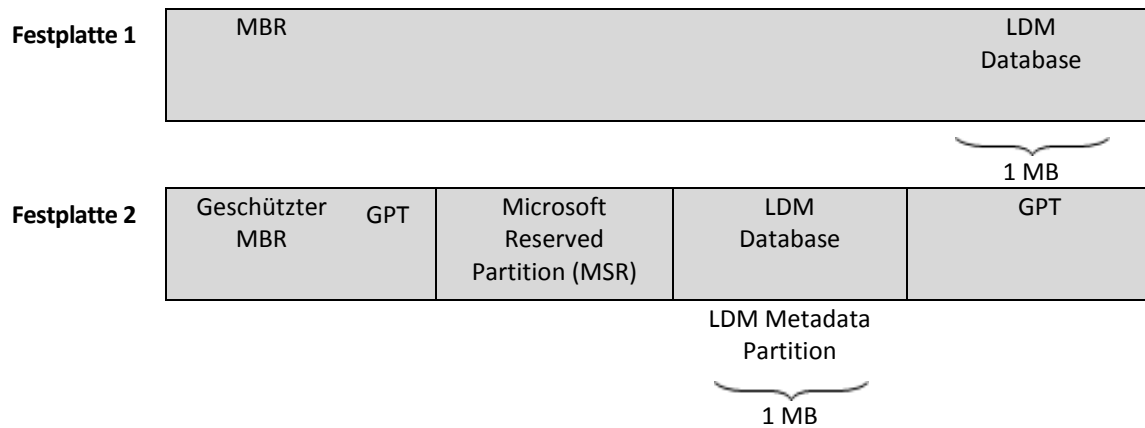 Festplatte 1
MBR
LDM
Database
1 MB
Festplatte 2
Geschützter
MBR
GPT
Microsoft
Reserved
Partition (MSR)
LDM
Database
GPT
LDM Metadata
Partition
1 MB